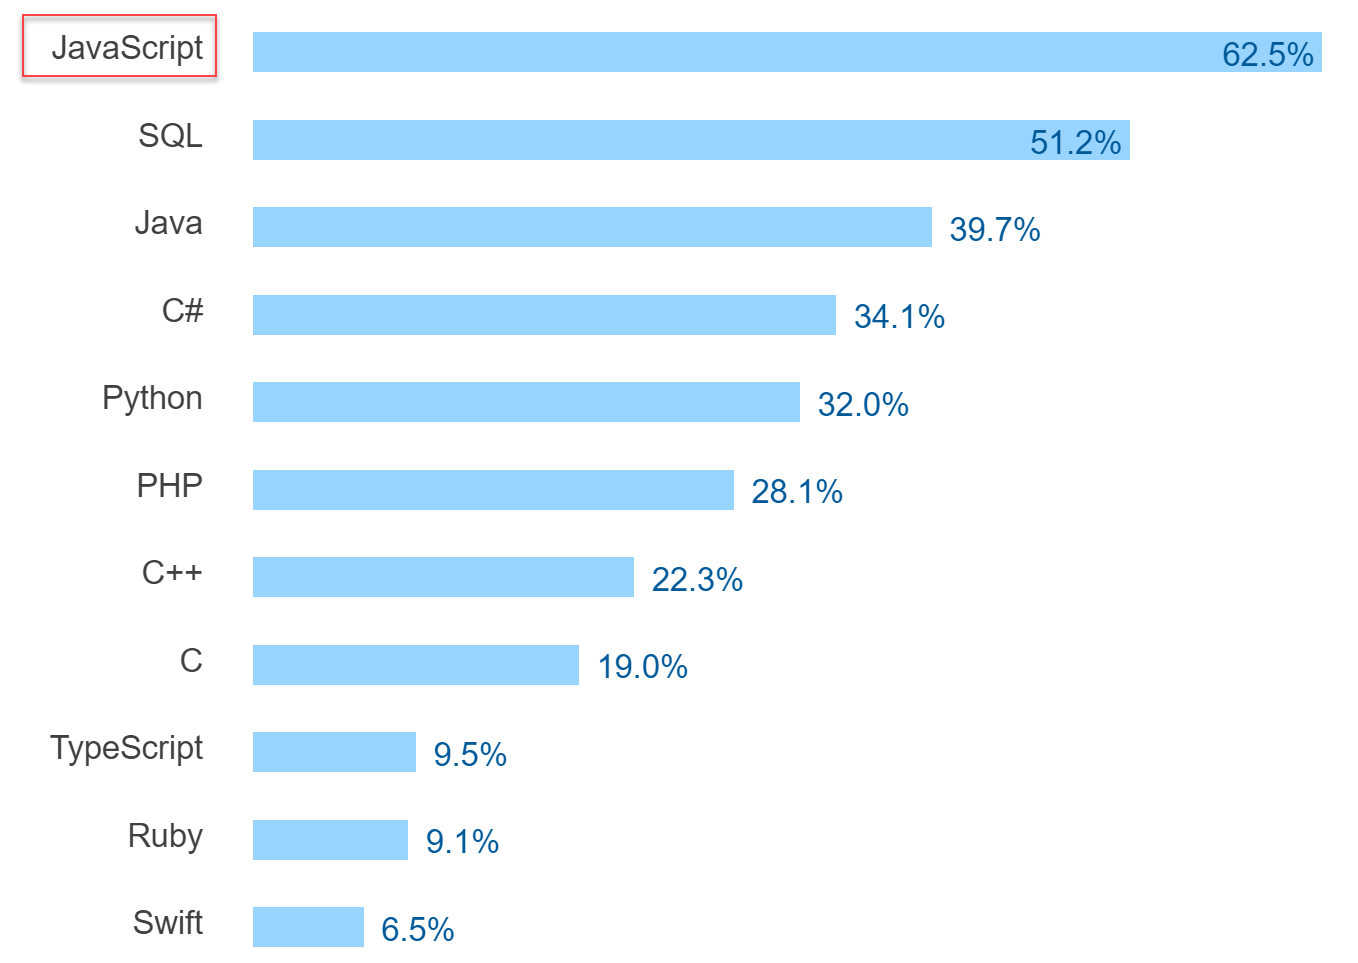 JavaScript 62.5%
SQL 51.2%
Java 39.7%
C# 34.1%
Python 32.0%
PHP 28.1%
C++ 22.3%
C 19.0%
TypeScript 9.5%
Ruby 9.1%
Swift 6.5%